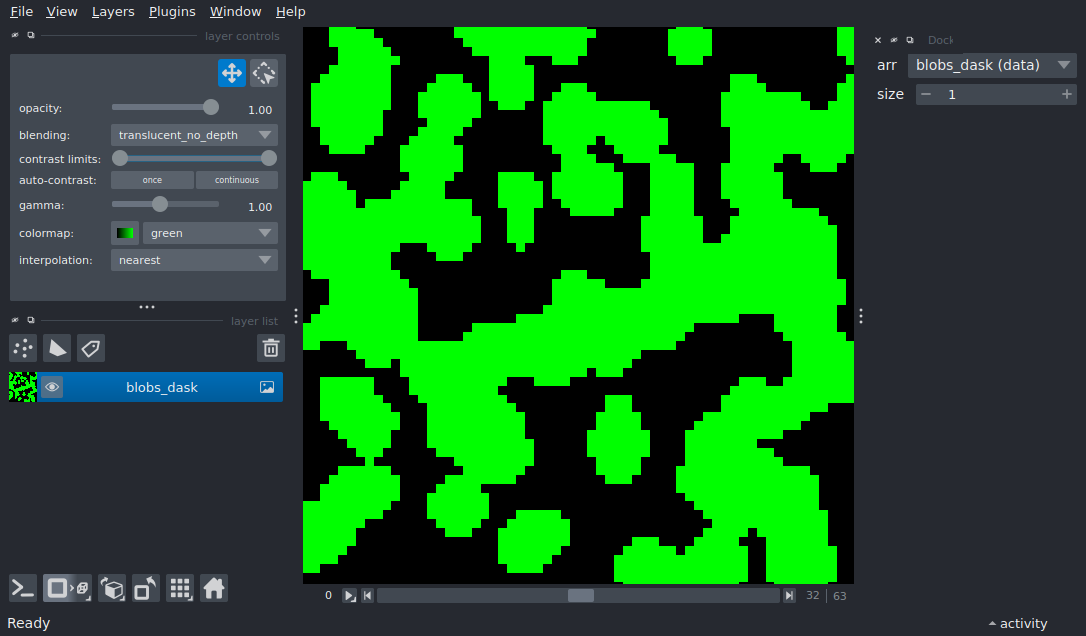 File View Layers Plugins Window Help
layer controls
opacity: 1.00
blending: translucent_no_depth
contrast limits:
auto-contrast: once continuous
gamma: 1.00
colormap: green
interpolation: nearest
layer list
blobs_dask
Dock
arr blobs_dask (data)
size 1
0 32 63
Ready
activity